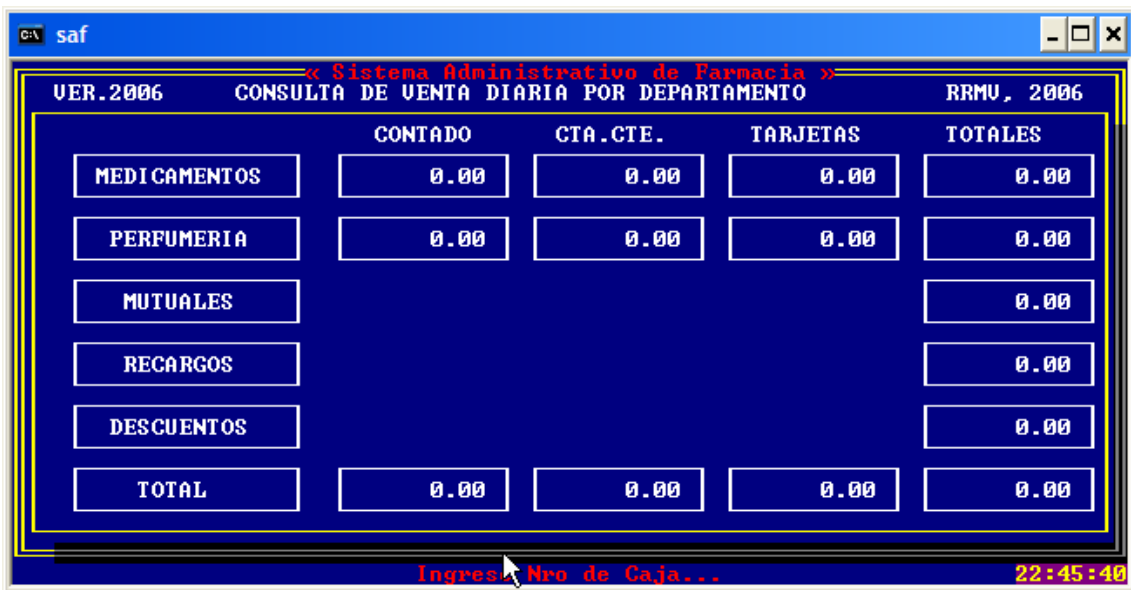 saf
« Sistema Administrativo de Farmacia »
VER.2006 CONSULTA DE VENTA DIARIA POR DEPARTAMENTO RRMV, 2006
CONTADO CTA.CTE. TARJETAS TOTALES
MEDICAMENTOS 0.00 0.00 0.00 0.00
PERFUMERIA 0.00 0.00 0.00 0.00
MUTUALES 0.00
RECARGOS 0.00
DESCUENTOS 0.00
TOTAL 0.00 0.00 0.00 0.00
Nro de Caja... 22:45:40